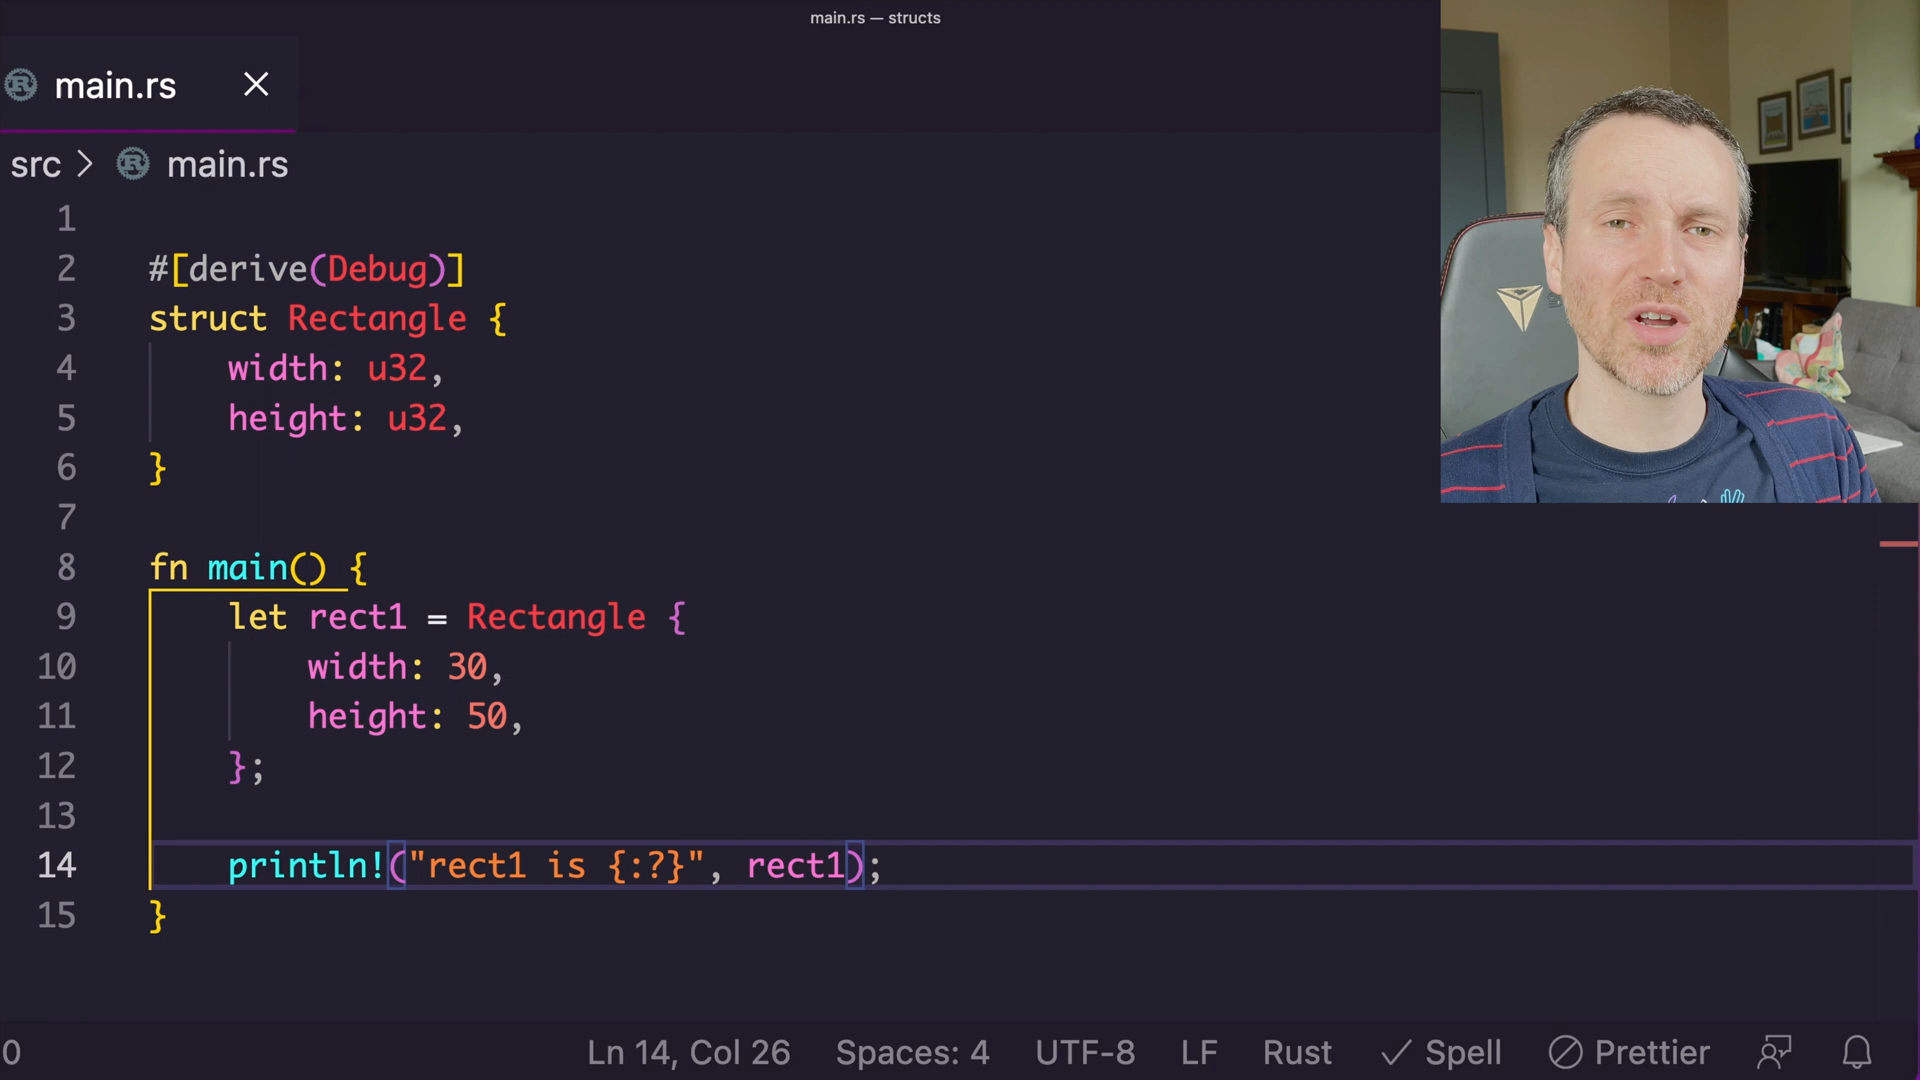 main.rs — structs
main.rs
src > main.rs
1
2 #[derive(Debug)]
3 struct Rectangle {
4     width: u32,
5     height: u32,
6 }
7
8 fn main() {
9     let rect1 = Rectangle {
10         width: 30,
11         height: 50,
12     };
13
14     println!("rect1 is {:?}", rect1);
15 }
0 Ln 14, Col 26 Spaces: 4 UTF-8 LF Rust Spell Prettier